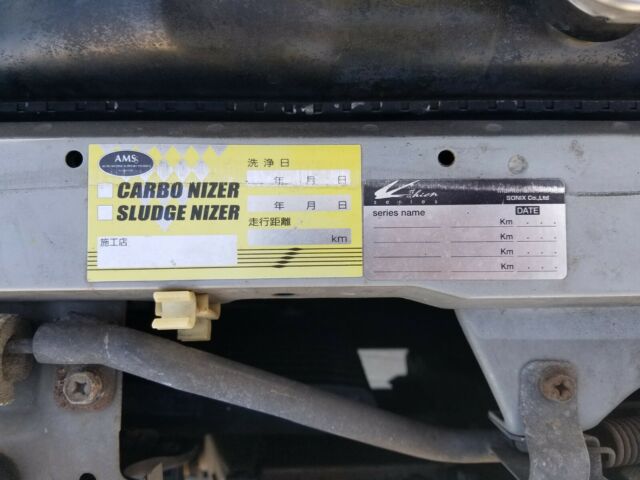 AMS
洗浄日
年 月 日
CARBO NIZER
年 月 日
SLUDGE NIZER
走行距離
km
施工店
series
SONIX Co.,Ltd
series name
DATE
Km . . .
Km . . .
Km . . .
Km . . .